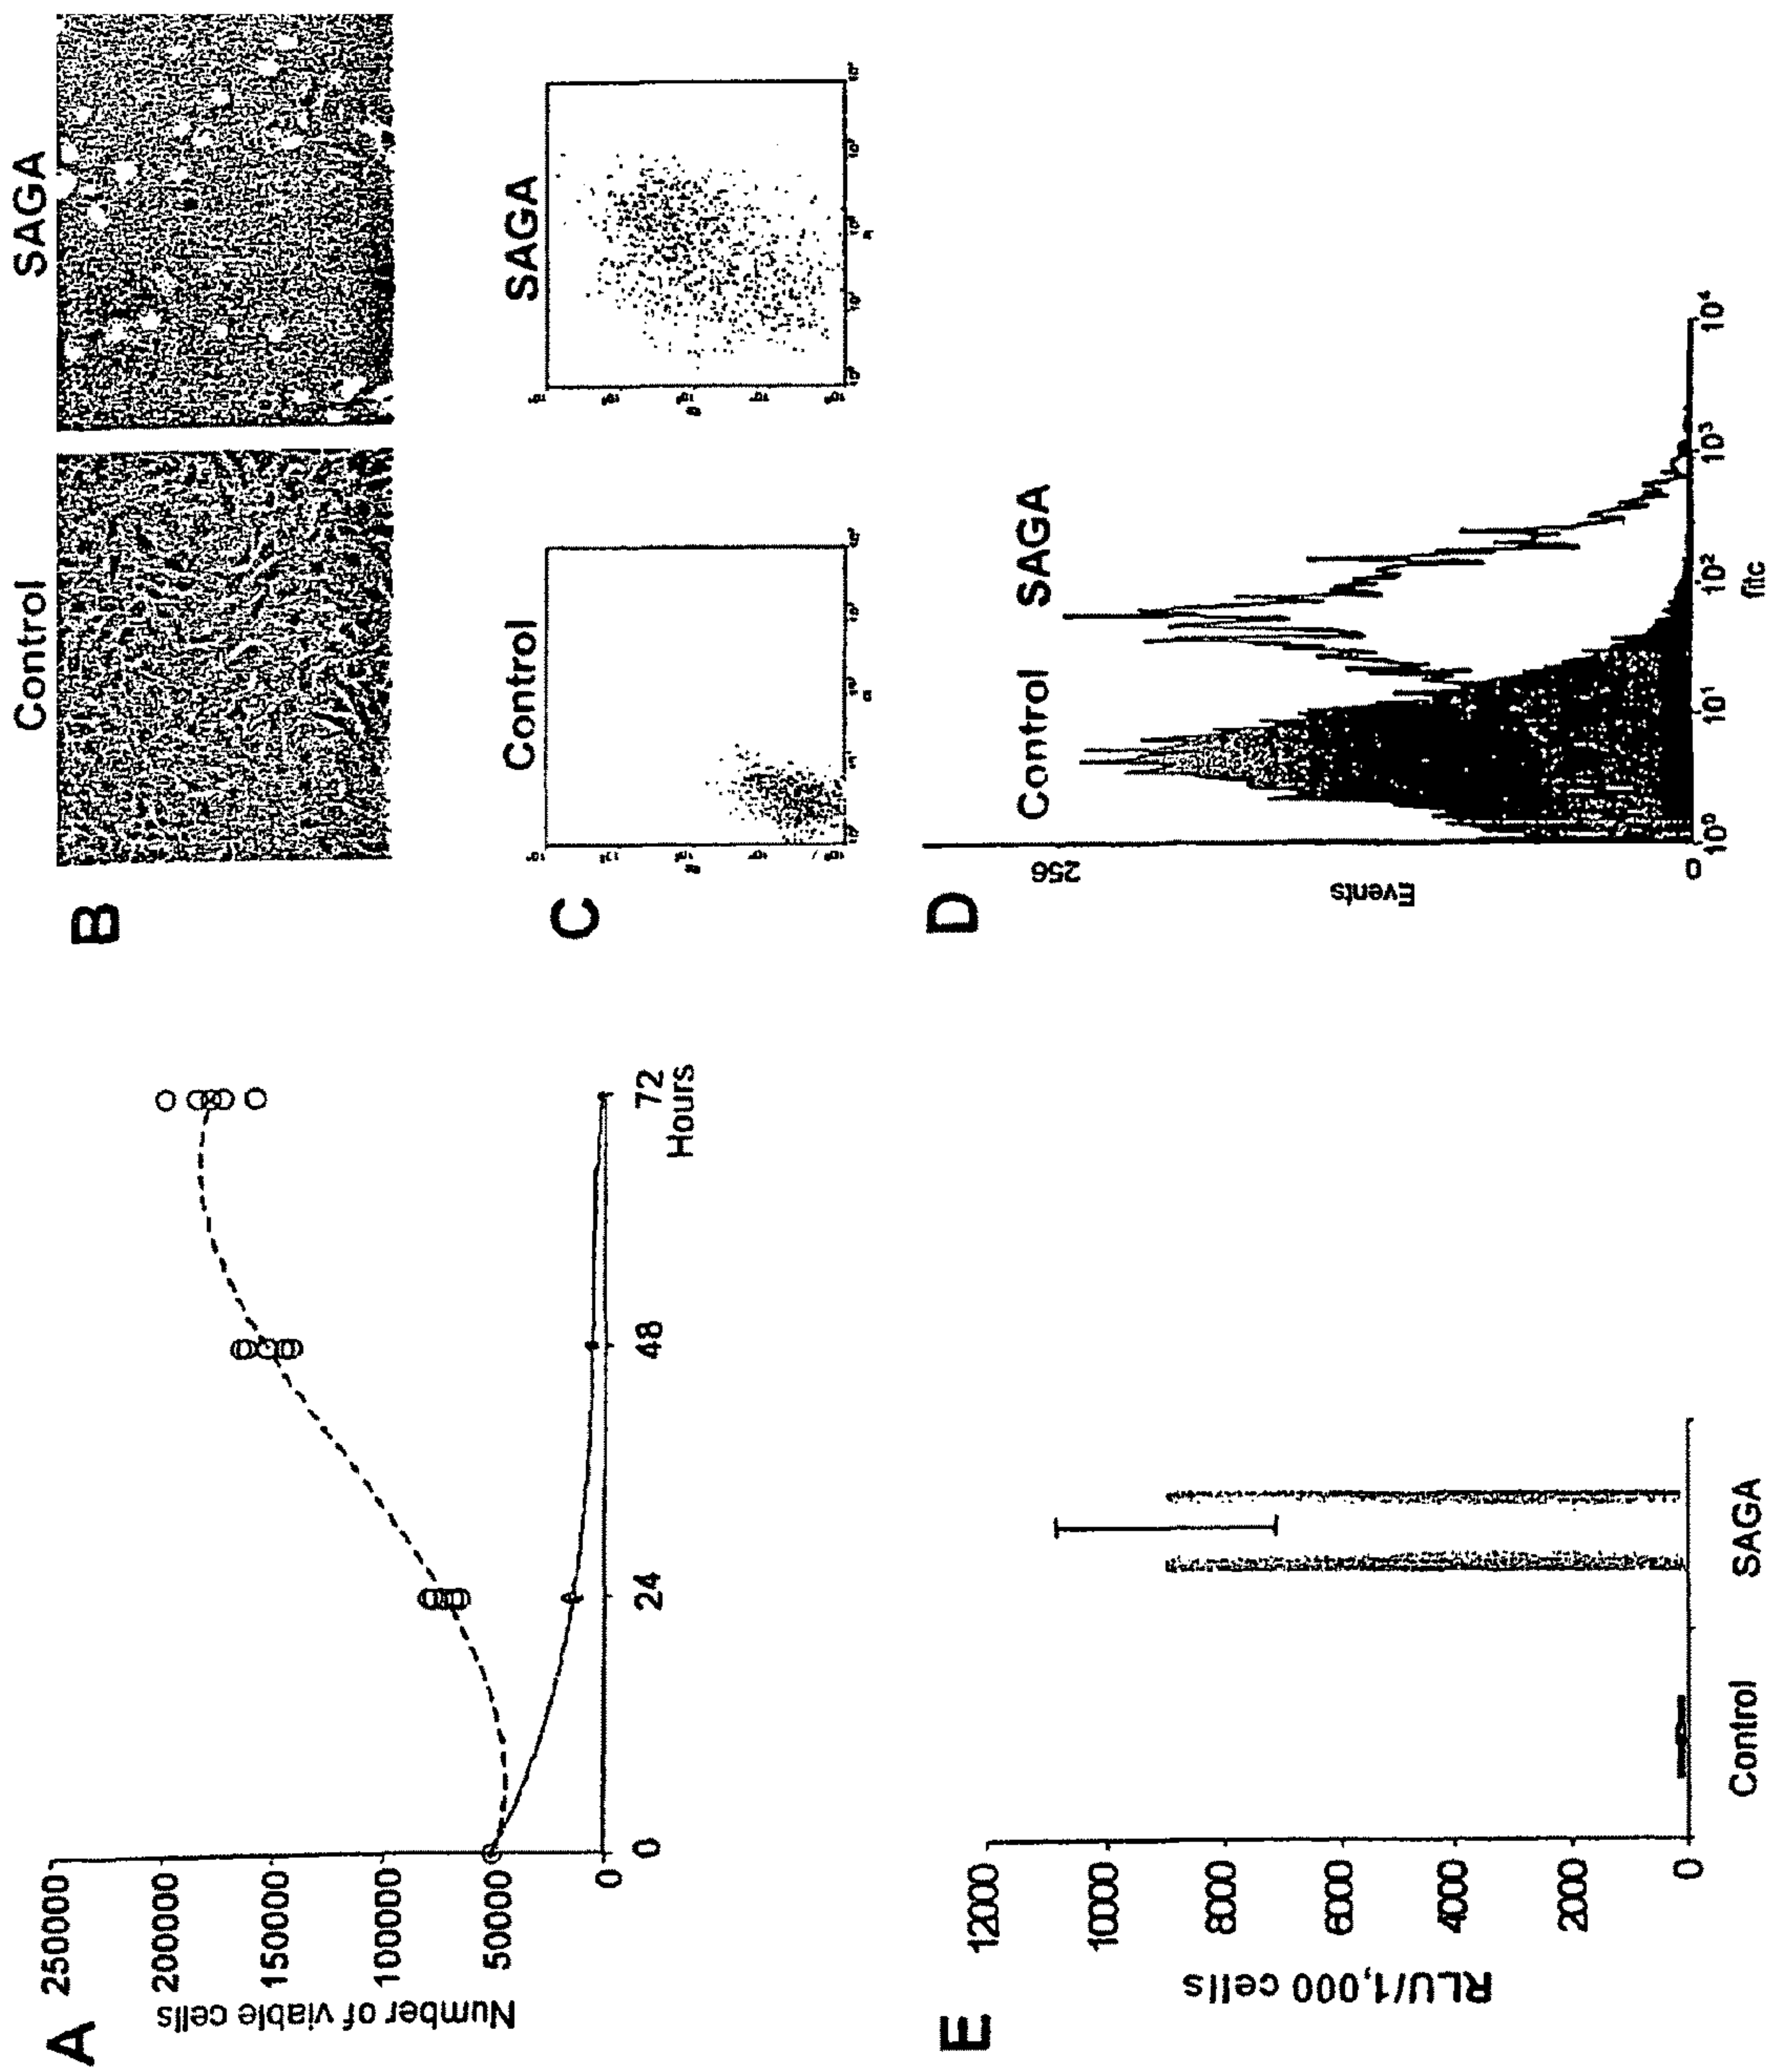 A
Number of viable cells
250000
200000
150000
100000
50000
0
0
24
48
72
Hours
B
Control
SAGA
C
Control
SAGA
D
Control
SAGA
Events
256
0
10⁰
10¹
10²
10³
10⁴
fitc
E
RLU/1,000 cells
12000
10000
8000
6000
4000
2000
0
Control
SAGA